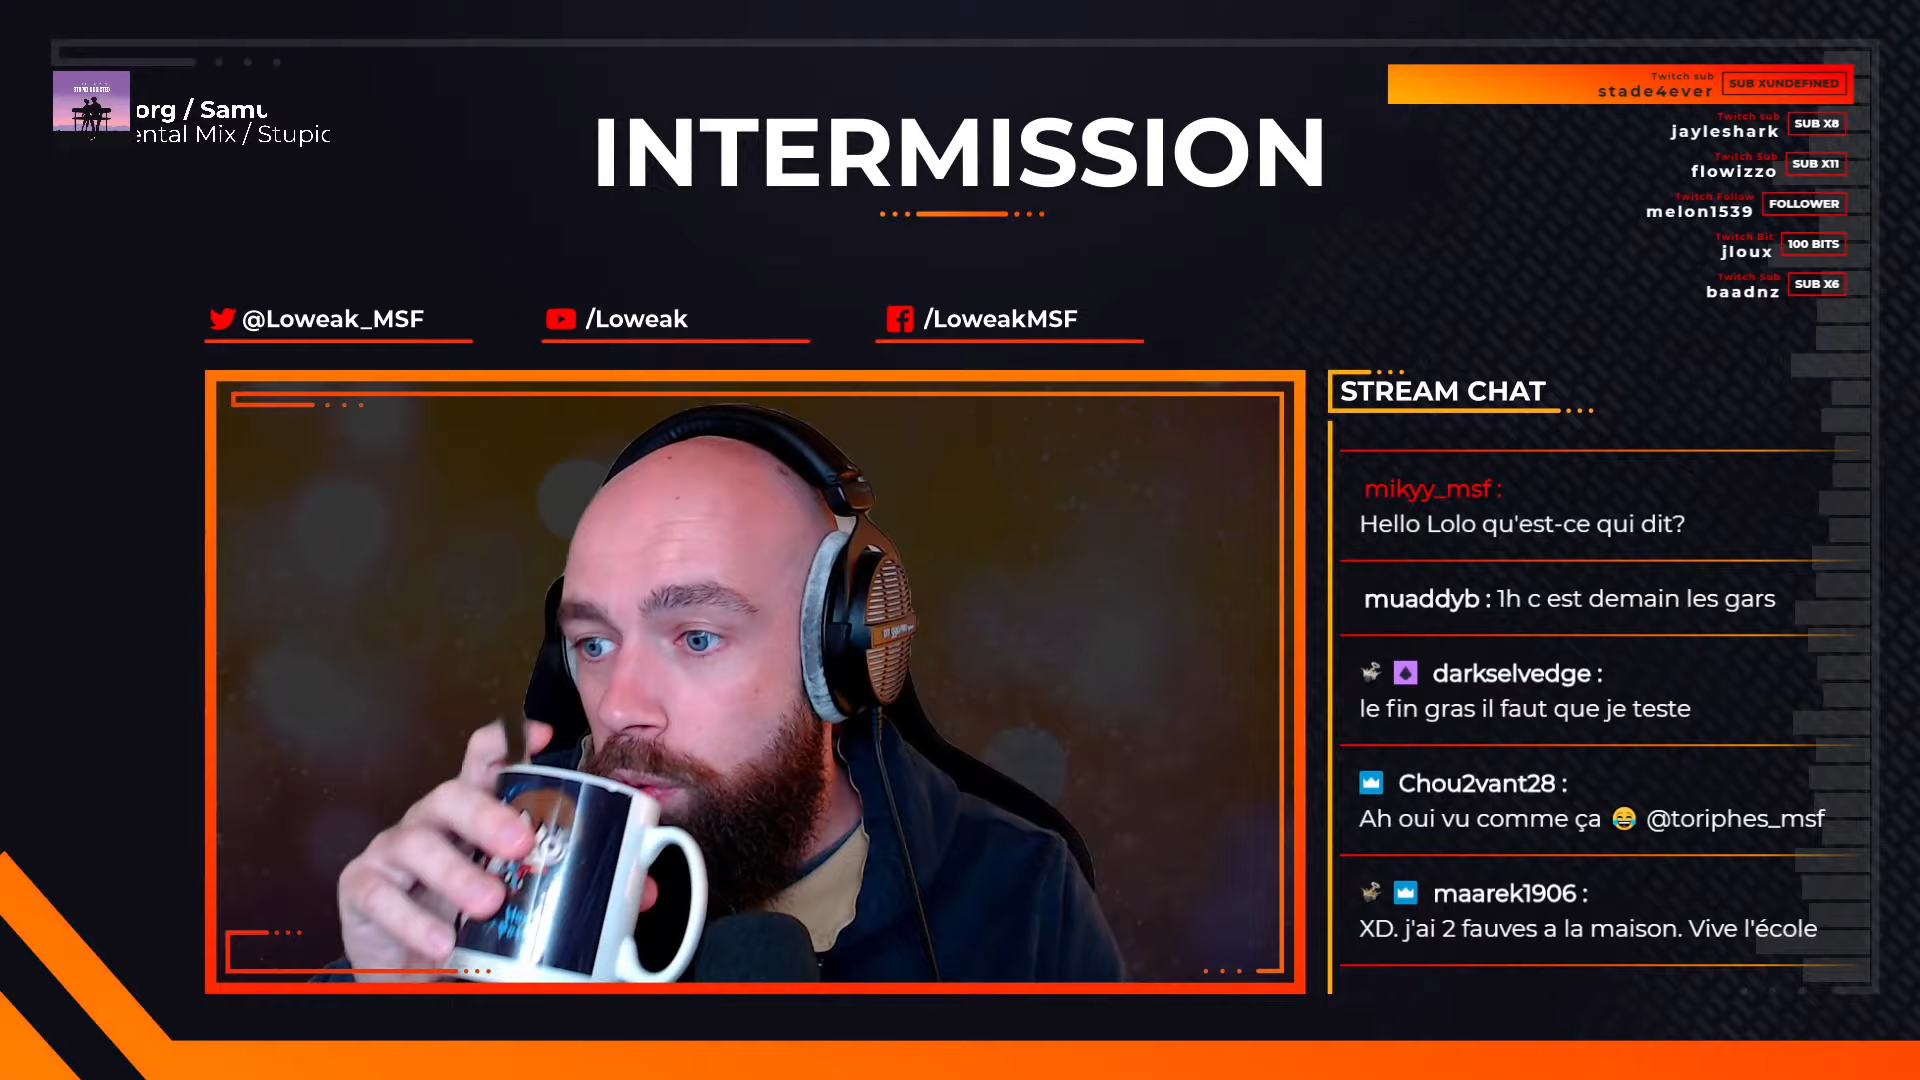 STUPID ADDICTED
org / Samu
ental Mix / Stupic
INTERMISSION
Twitch sub
stade4ever
SUB XUNDEFINED
Twitch sub
jayleshark
SUB X8
Twitch Sub
flowizzo
SUB X11
Twitch Follow
melon1539
FOLLOWER
Twitch Bit
jloux
100 BITS
Twitch Sub
baadnz
SUB X6
@Loweak_MSF
/Loweak
/LoweakMSF
STREAM CHAT
mikyy_msf :
Hello Lolo qu'est-ce qui dit?
muaddyb : 1h c est demain les gars
darkselvedge :
le fin gras il faut que je teste
Chou2vant28 :
Ah oui vu comme ça 😂 @toriphes_msf
maarek1906 :
XD. j'ai 2 fauves a la maison. Vive l'école